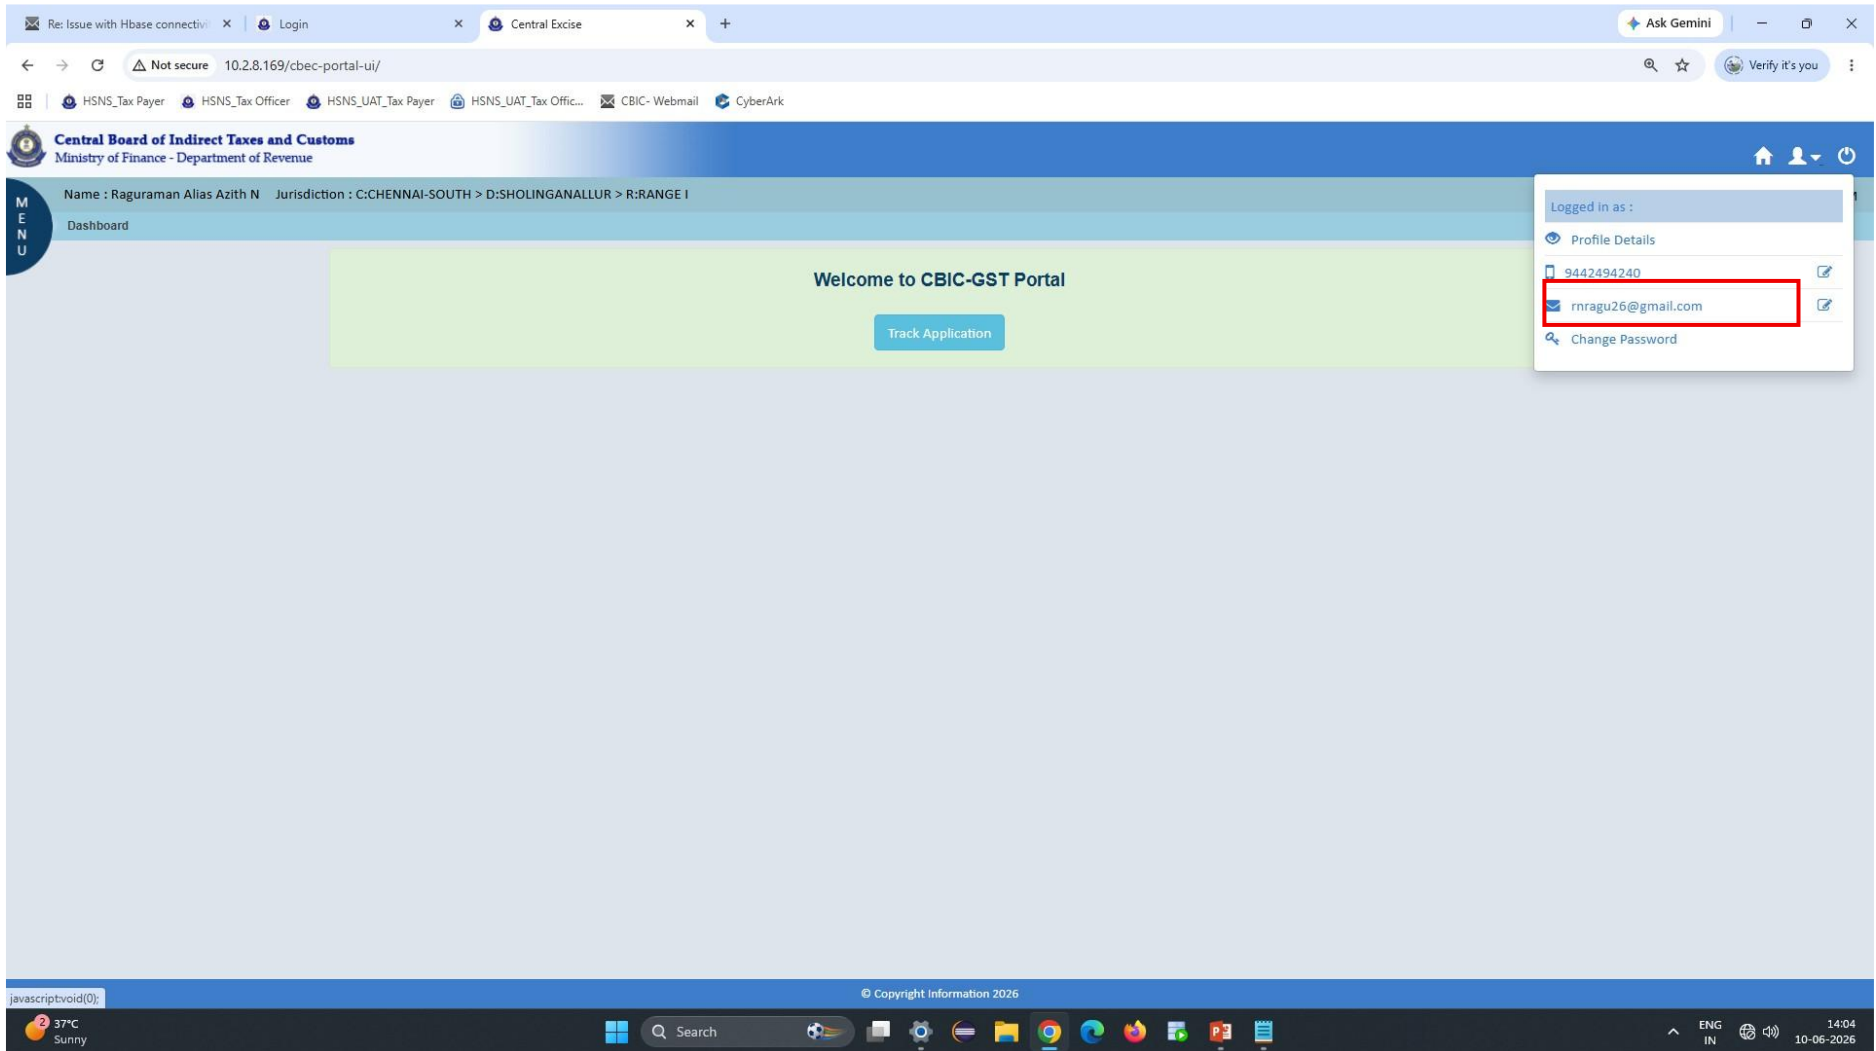 Re: Issue with Hbase connectivi
Login
Central Excise
Ask Gemini
Not secure 10.2.8.169/cbec-portal-ui/
Verify it's you
HSNS_Tax Payer HSNS_Tax Officer HSNS_UAT_Tax Payer HSNS_UAT_Tax Offic... CBIC- Webmail CyberArk
Central Board of Indirect Taxes and Customs
Ministry of Finance - Department of Revenue
MENU
Name : Raguraman Alias Azith N Jurisdiction : C:CHENNAI-SOUTH > D:SHOLINGANALLUR > R:RANGE I
Dashboard
Logged in as :
Profile Details
9442494240
rnragu26@gmail.com
Change Password
Welcome to CBIC-GST Portal
Track Application
© Copyright Information 2026
javascript:void(0);
2
37°C
Sunny
Search
ENG
IN
14:04
10-06-2026